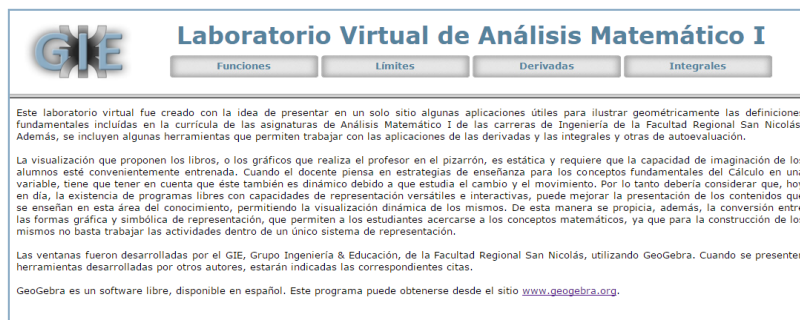 GIE
Laboratorio Virtual de Análisis Matemático I
Funciones
Límites
Derivadas
Integrales
Este laboratorio virtual fue creado con la idea de presentar en un solo sitio algunas aplicaciones útiles para ilustrar geométricamente las definicione
fundamentales incluídas en la currícula de las asignaturas de Análisis Matemático I de las carreras de Ingeniería de la Facultad Regional San Nicolás
Además, se incluyen algunas herramientas que permiten trabajar con las aplicaciones de las derivadas y las integrales y otras de autoevaluación.
La visualización que proponen los libros, o los gráficos que realiza el profesor en el pizarrón, es estática y requiere que la capacidad de imaginación de lo
alumnos esté convenientemente entrenada. Cuando el docente piensa en estrategias de enseñanza para los conceptos fundamentales del Cálculo en una
variable, tiene que tener en cuenta que éste también es dinámico debido a que estudia el cambio y el movimiento. Por lo tanto debería considerar que, hoy
en día, la existencia de programas libres con capacidades de representación versátiles e interactivas, puede mejorar la presentación de los contenidos que
se enseñan en esta área del conocimiento, permitiendo la visualización dinámica de los mismos. De esta manera se propicia, además, la conversión entre
las formas gráfica y simbólica de representación, que permiten a los estudiantes acercarse a los conceptos matemáticos, ya que para la construcción de lo
mismos no basta trabajar las actividades dentro de un único sistema de representación.
Las ventanas fueron desarrolladas por el GIE, Grupo Ingeniería & Educación, de la Facultad Regional San Nicolás, utilizando GeoGebra. Cuando se presente
herramientas desarrolladas por otros autores, estarán indicadas las correspondientes citas.
GeoGebra es un software libre, disponible en español. Este programa puede obtenerse desde el sitio www.geogebra.org.